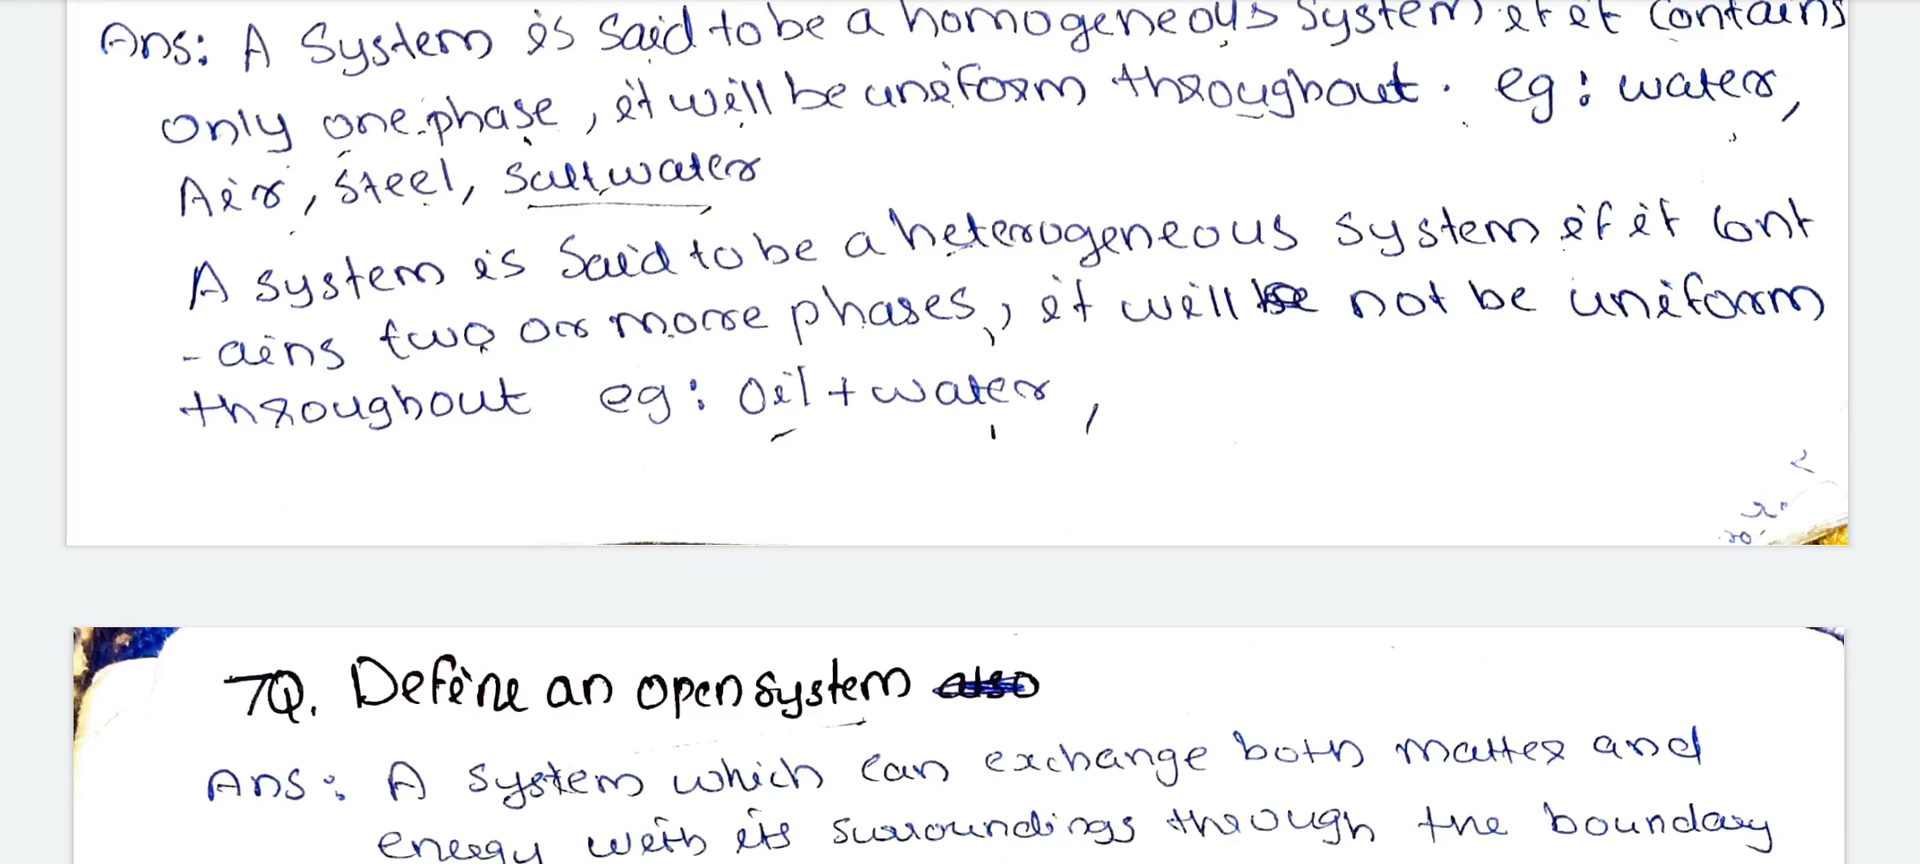 Ans: A System is Said to be a homogeneous System if it Contains
only one phase, it will be uniform throughout. eg: water,
Air, Steel, Saltwater
A system is Said to be a heterogeneous system if it Cont
-ains two or more phases, it will be not be uniform
throughout eg: Oil + water,
7Q. Define an open system also
Ans: A System which Can exchange both matter and
energy with its surroundings through the boundary